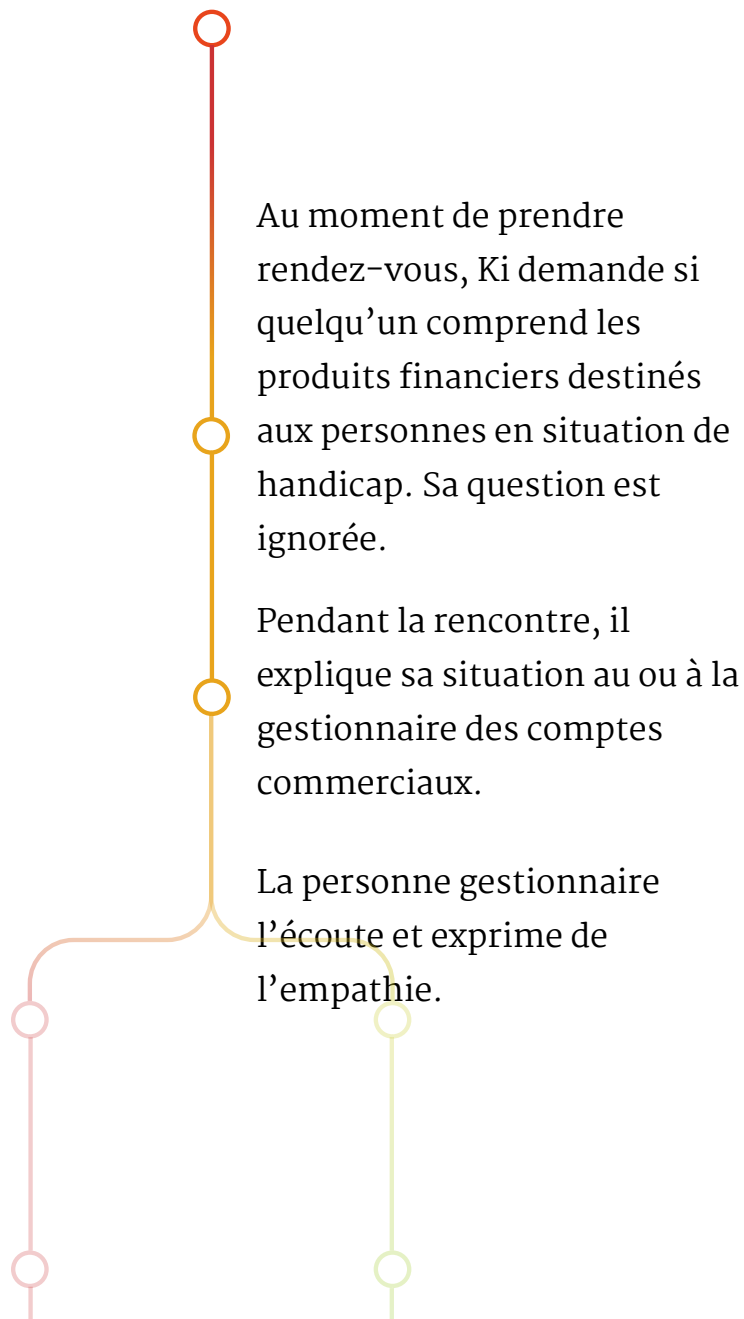 Au moment de prendre
rendez-vous, Ki demande si
quelqu’un comprend les
produits financiers destinés
aux personnes en situation de
handicap. Sa question est
ignorée.
Pendant la rencontre, il
explique sa situation au ou à la
gestionnaire des comptes
commerciaux.
La personne gestionnaire
l’écoute et exprime de
l’empathie.